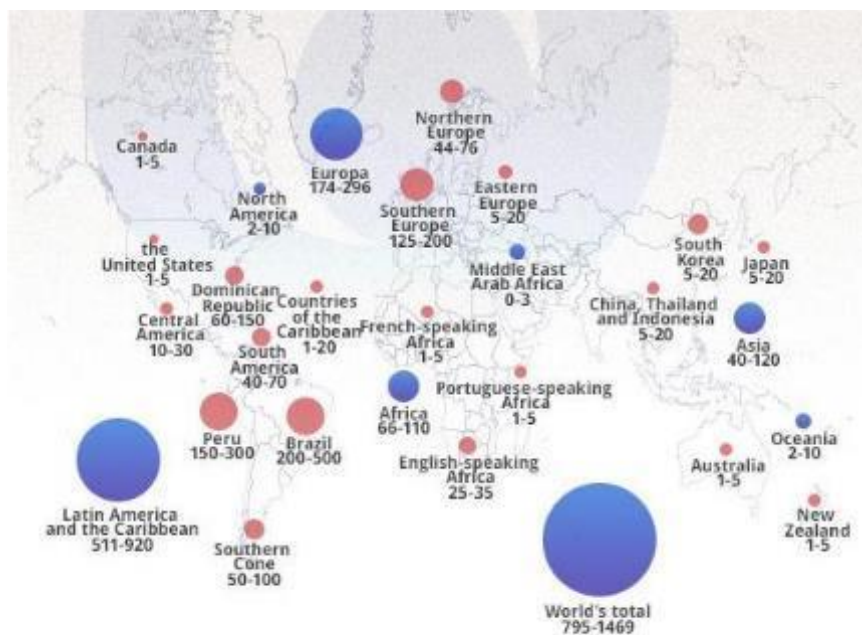 Canada
1-5
North
America
2-10
Europa
174-296
Northern
Europe
44-76
Southern
Europe
125-200
Eastern
Europe
5-20
the
United States
1-5
Dominican
Republic
60-150
Countries
of the
Caribbean
1-20
Central
America
10-30
South
America
40-70
French-speaking
Africa
1-5
Middle East
Arab Africa
0-3
South
Korea
5-20
Japan
5-20
China, Thailand
and Indonesia
5-20
Asia
40-120
Peru
150-300
Brazil
200-500
Africa
66-110
Portuguese-speaking
Africa
1-5
English-speaking
Africa
25-35
Australia
1-5
Oceania
2-10
New
Zealand
1-5
Latin America
and the Caribbean
511-920
Southern
Cone
50-100
World's total
795-1469